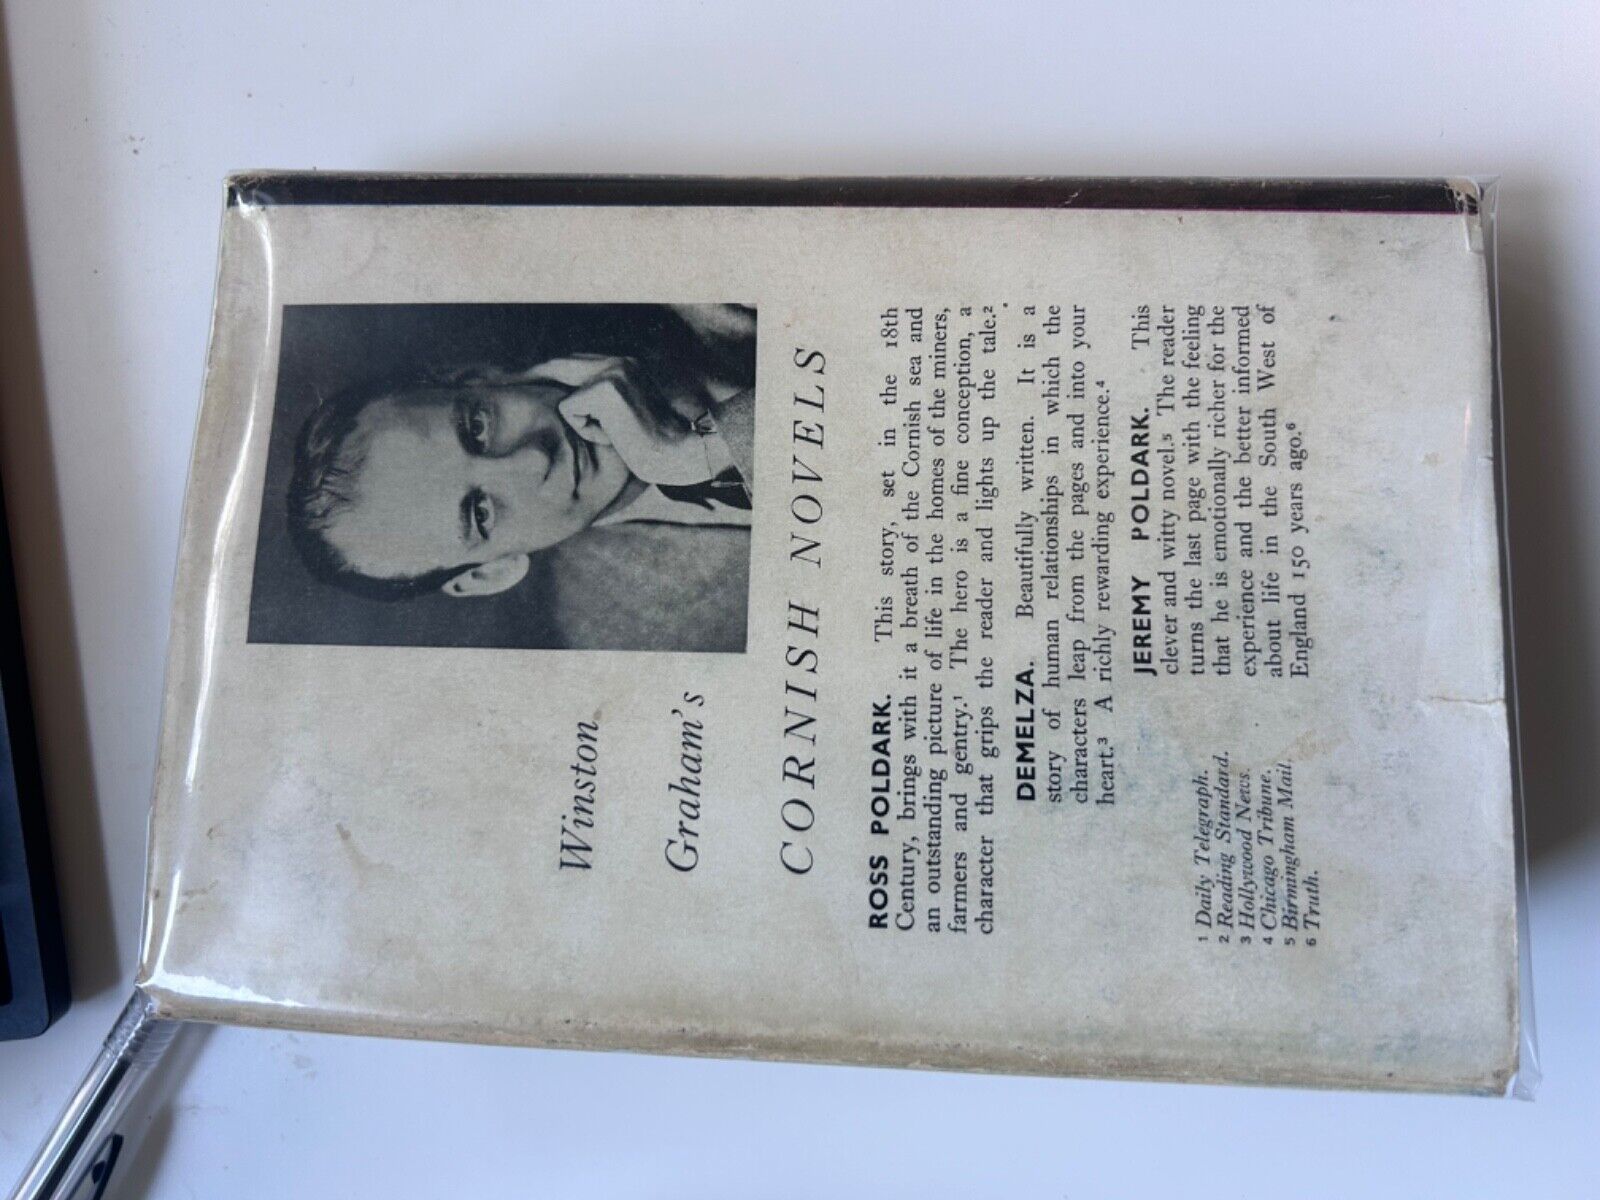 Winston
Graham's
CORNISH NOVELS
ROSS POLDARK. This story, set in the 18th
Century, brings with it a breath of the Cornish sea and
an outstanding picture of life in the homes of the miners,
farmers and gentry.¹ The hero is a fine conception, a
character that grips the reader and lights up the tale.²
DEMELZA. Beautifully written. It is a
story of human relationships in which the
characters leap from the pages and into your
heart.³ A richly rewarding experience.⁴
JEREMY POLDARK. This
clever and witty novel.⁵ The reader
turns the last page with the feeling
that he is emotionally richer for the
experience and the better informed
about life in the South West of
England 150 years ago.⁶
¹ Daily Telegraph.
² Reading Standard.
³ Hollywood News.
⁴ Chicago Tribune.
⁵ Birmingham Mail.
⁶ Truth.